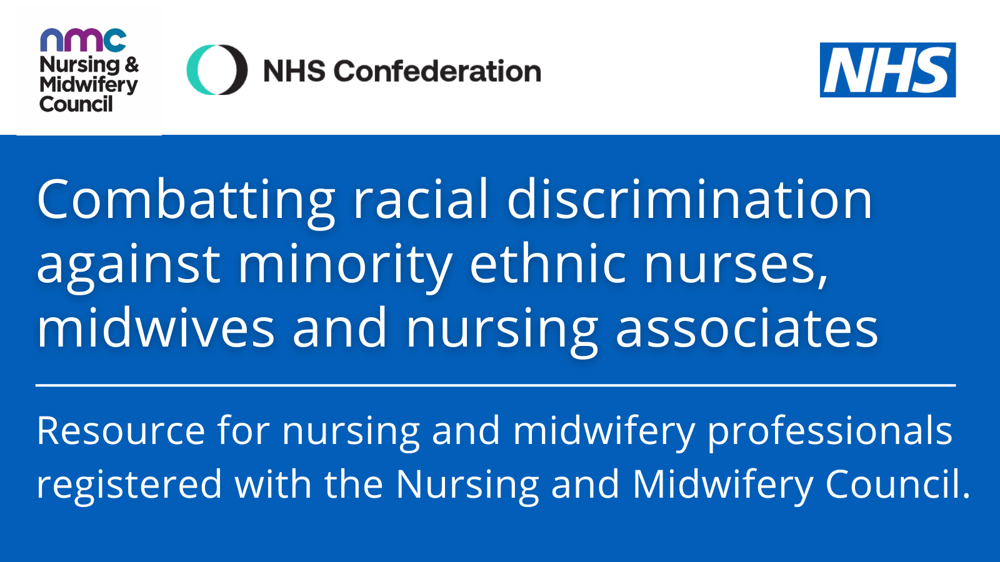 nmc
Nursing &
Midwifery
Council
NHS Confederation
NHS
Combatting racial discrimination
against minority ethnic nurses,
midwives and nursing associates
Resource for nursing and midwifery professionals
registered with the Nursing and Midwifery Council.